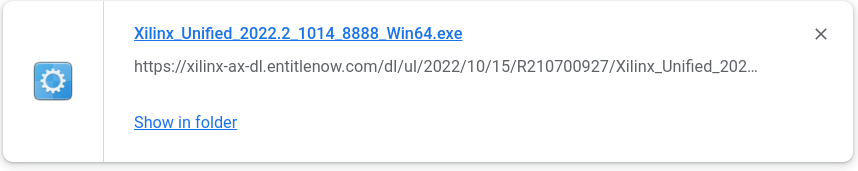 Xilinx_Unified_2022.2_1014_8888_Win64.exe
https://xilinx-ax-dl.entitlenow.com/dl/ul/2022/10/15/R210700927/Xilinx_Unified_202…
Show in folder